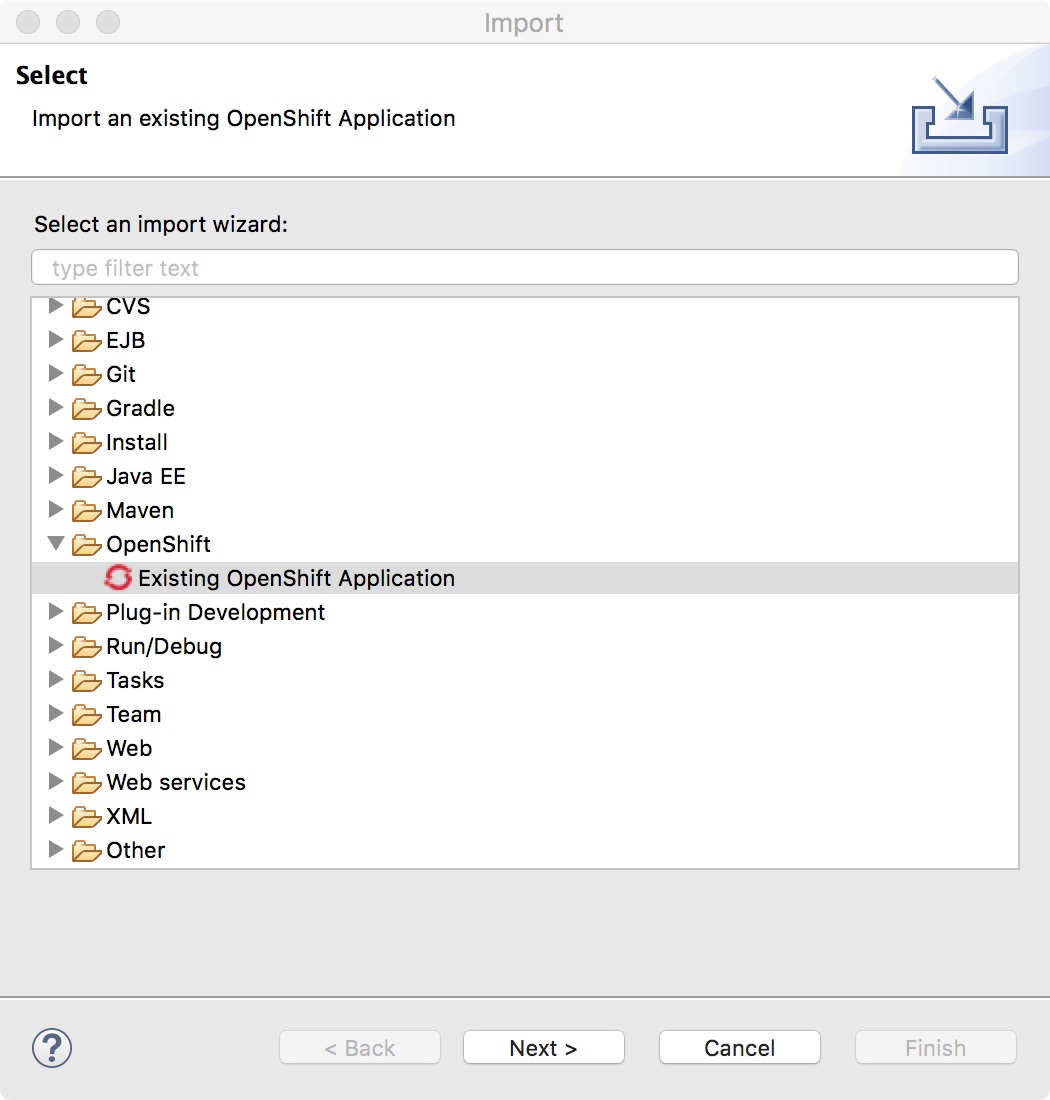 Import
Select
Import an existing OpenShift Application
Select an import wizard:
type filter text
CVS
EJB
Git
Gradle
Install
Java EE
Maven
OpenShift
Existing OpenShift Application
Plug-in Development
Run/Debug
Tasks
Team
Web
Web services
XML
Other
? < Back Next > Cancel Finish